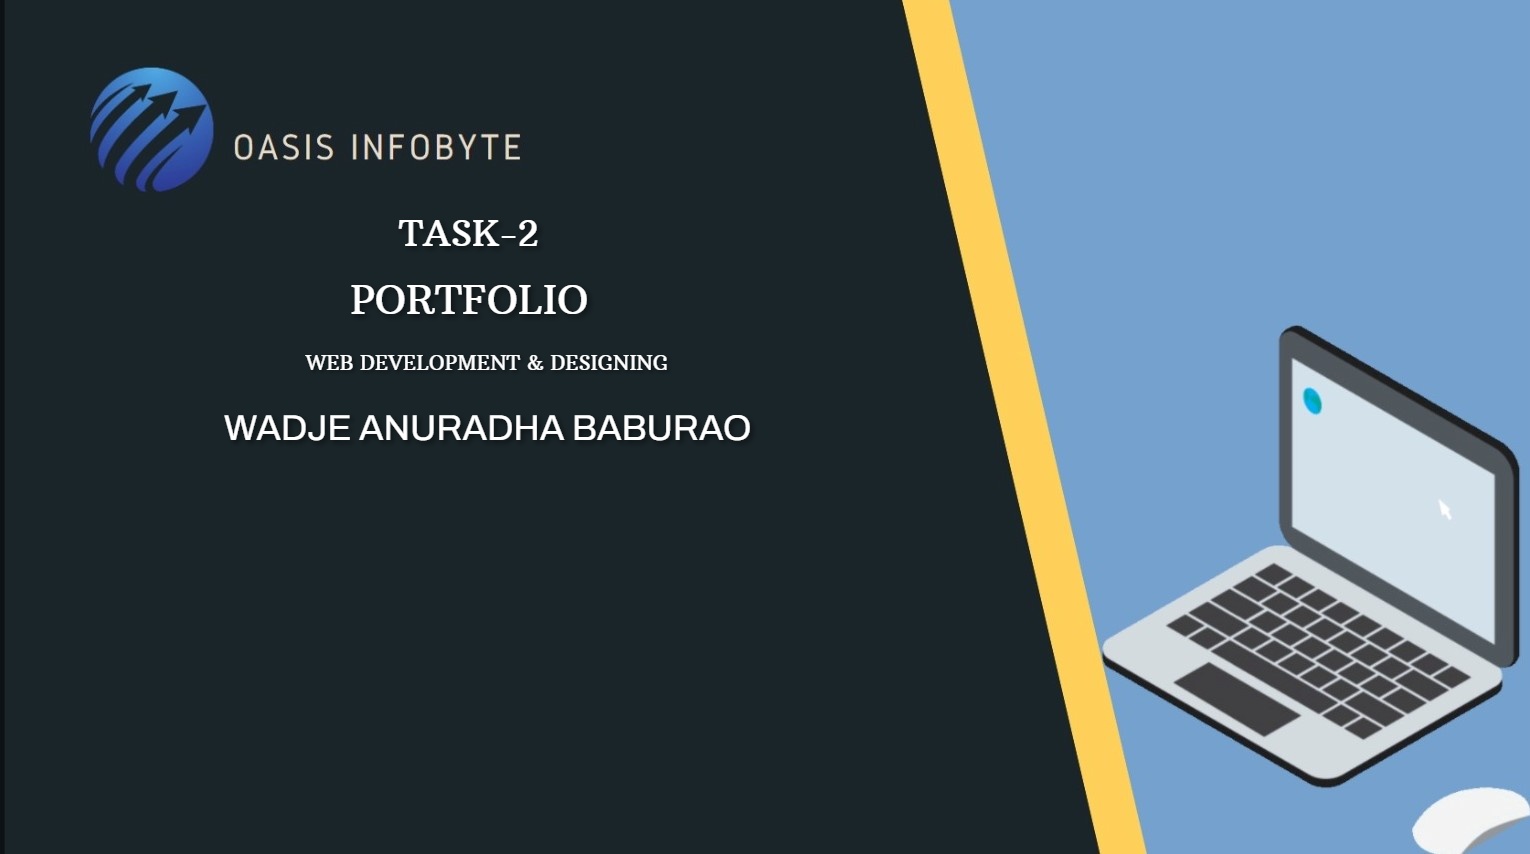 OASIS INFOBYTE
TASK-2
PORTFOLIO
WEB DEVELOPMENT & DESIGNING
WADJE ANURADHA BABURAO